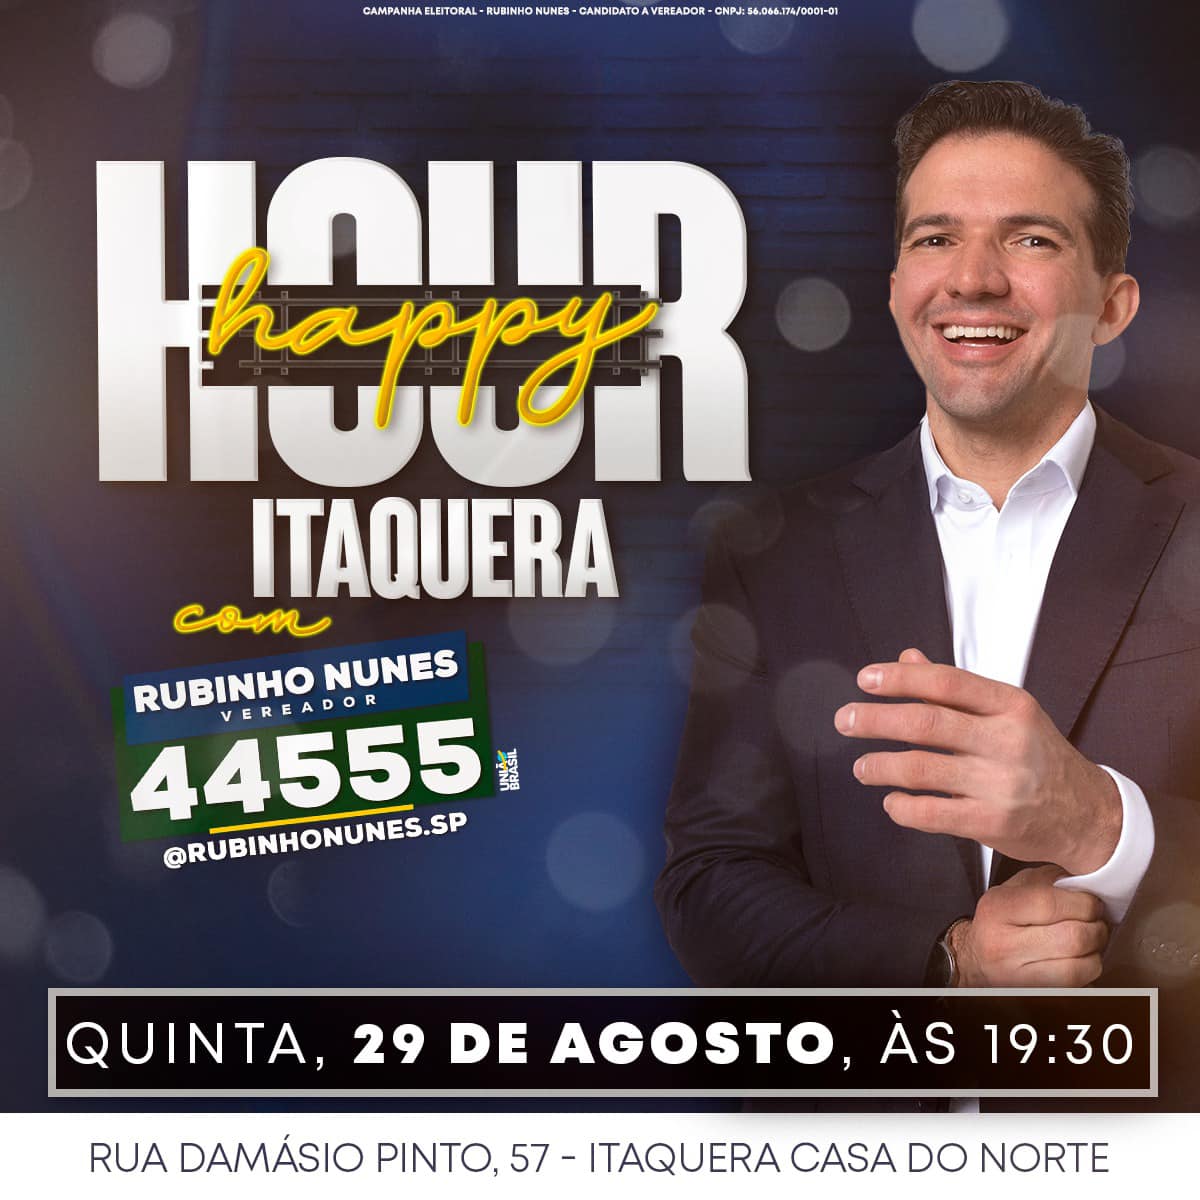 CAMPANHA ELEITORAL - RUBINHO NUNES - CANDIDATO A VEREADOR - CNPJ: 56.066.174/0001-01
HOUR
happy
ITAQUERA
com
RUBINHO NUNES
VEREADOR
44555
UNIÃO
BRASIL
@RUBINHONUNES.SP
QUINTA, 29 DE AGOSTO, ÀS 19:30
RUA DAMÁSIO PINTO, 57 - ITAQUERA CASA DO NORTE